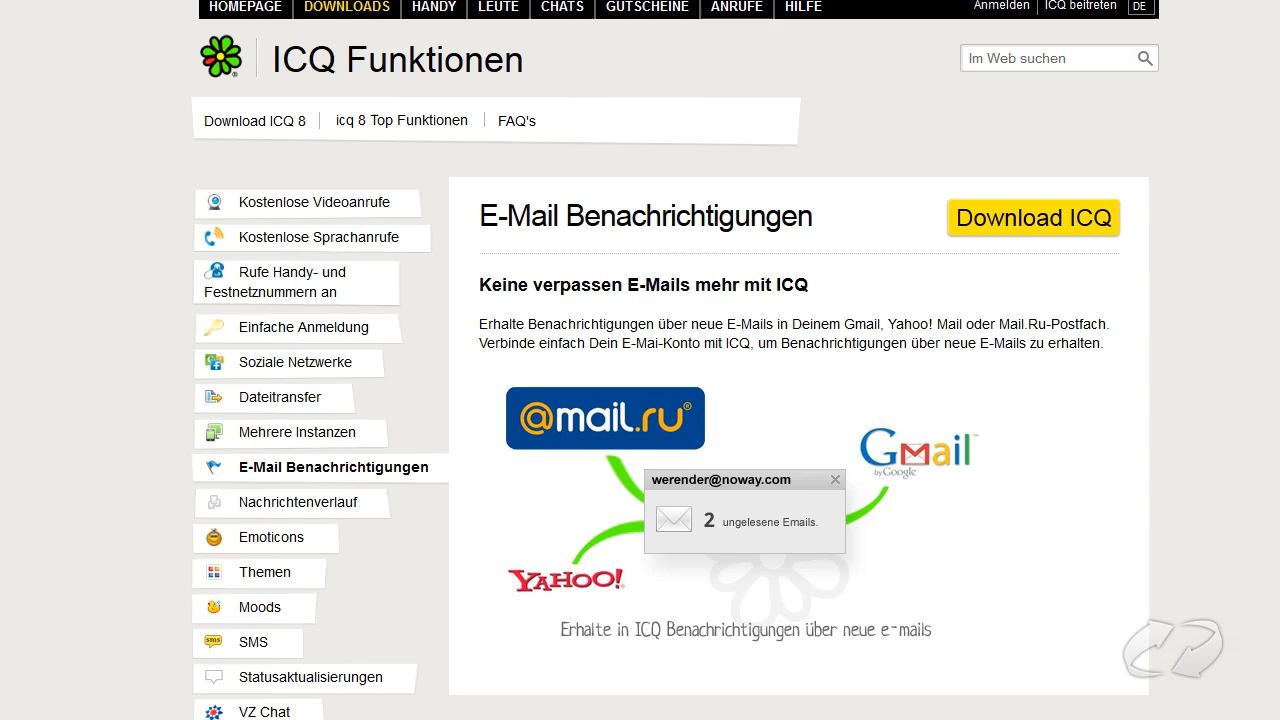 HOMEPAGE DOWNLOADS HANDY LEUTE CHATS GUTSCHEINE ANRUFE HILFE Anmelden ICQ beitreten DE
ICQ Funktionen
Im Web suchen
Download ICQ 8 icq 8 Top Funktionen FAQ's
Kostenlose Videoanrufe
Kostenlose Sprachanrufe
Rufe Handy- und
Festnetznummern an
Einfache Anmeldung
Soziale Netzwerke
Dateitransfer
Mehrere Instanzen
E-Mail Benachrichtigungen
Nachrichtenverlauf
Emoticons
Themen
Moods
sms SMS
Statusaktualisierungen
VZ Chat
E-Mail Benachrichtigungen
Download ICQ
Keine verpassen E-Mails mehr mit ICQ
Erhalte Benachrichtigungen über neue E-Mails in Deinem Gmail, Yahoo! Mail oder Mail.Ru-Postfach.
Verbinde einfach Dein E-Mai-Konto mit ICQ, um Benachrichtigungen über neue E-Mails zu erhalten.
@mail.ru®
Gmail™
by Google
werender@noway.com
2 ungelesene Emails.
YAHOO!
Erhalte in ICQ Benachrichtigungen über neue e-mails